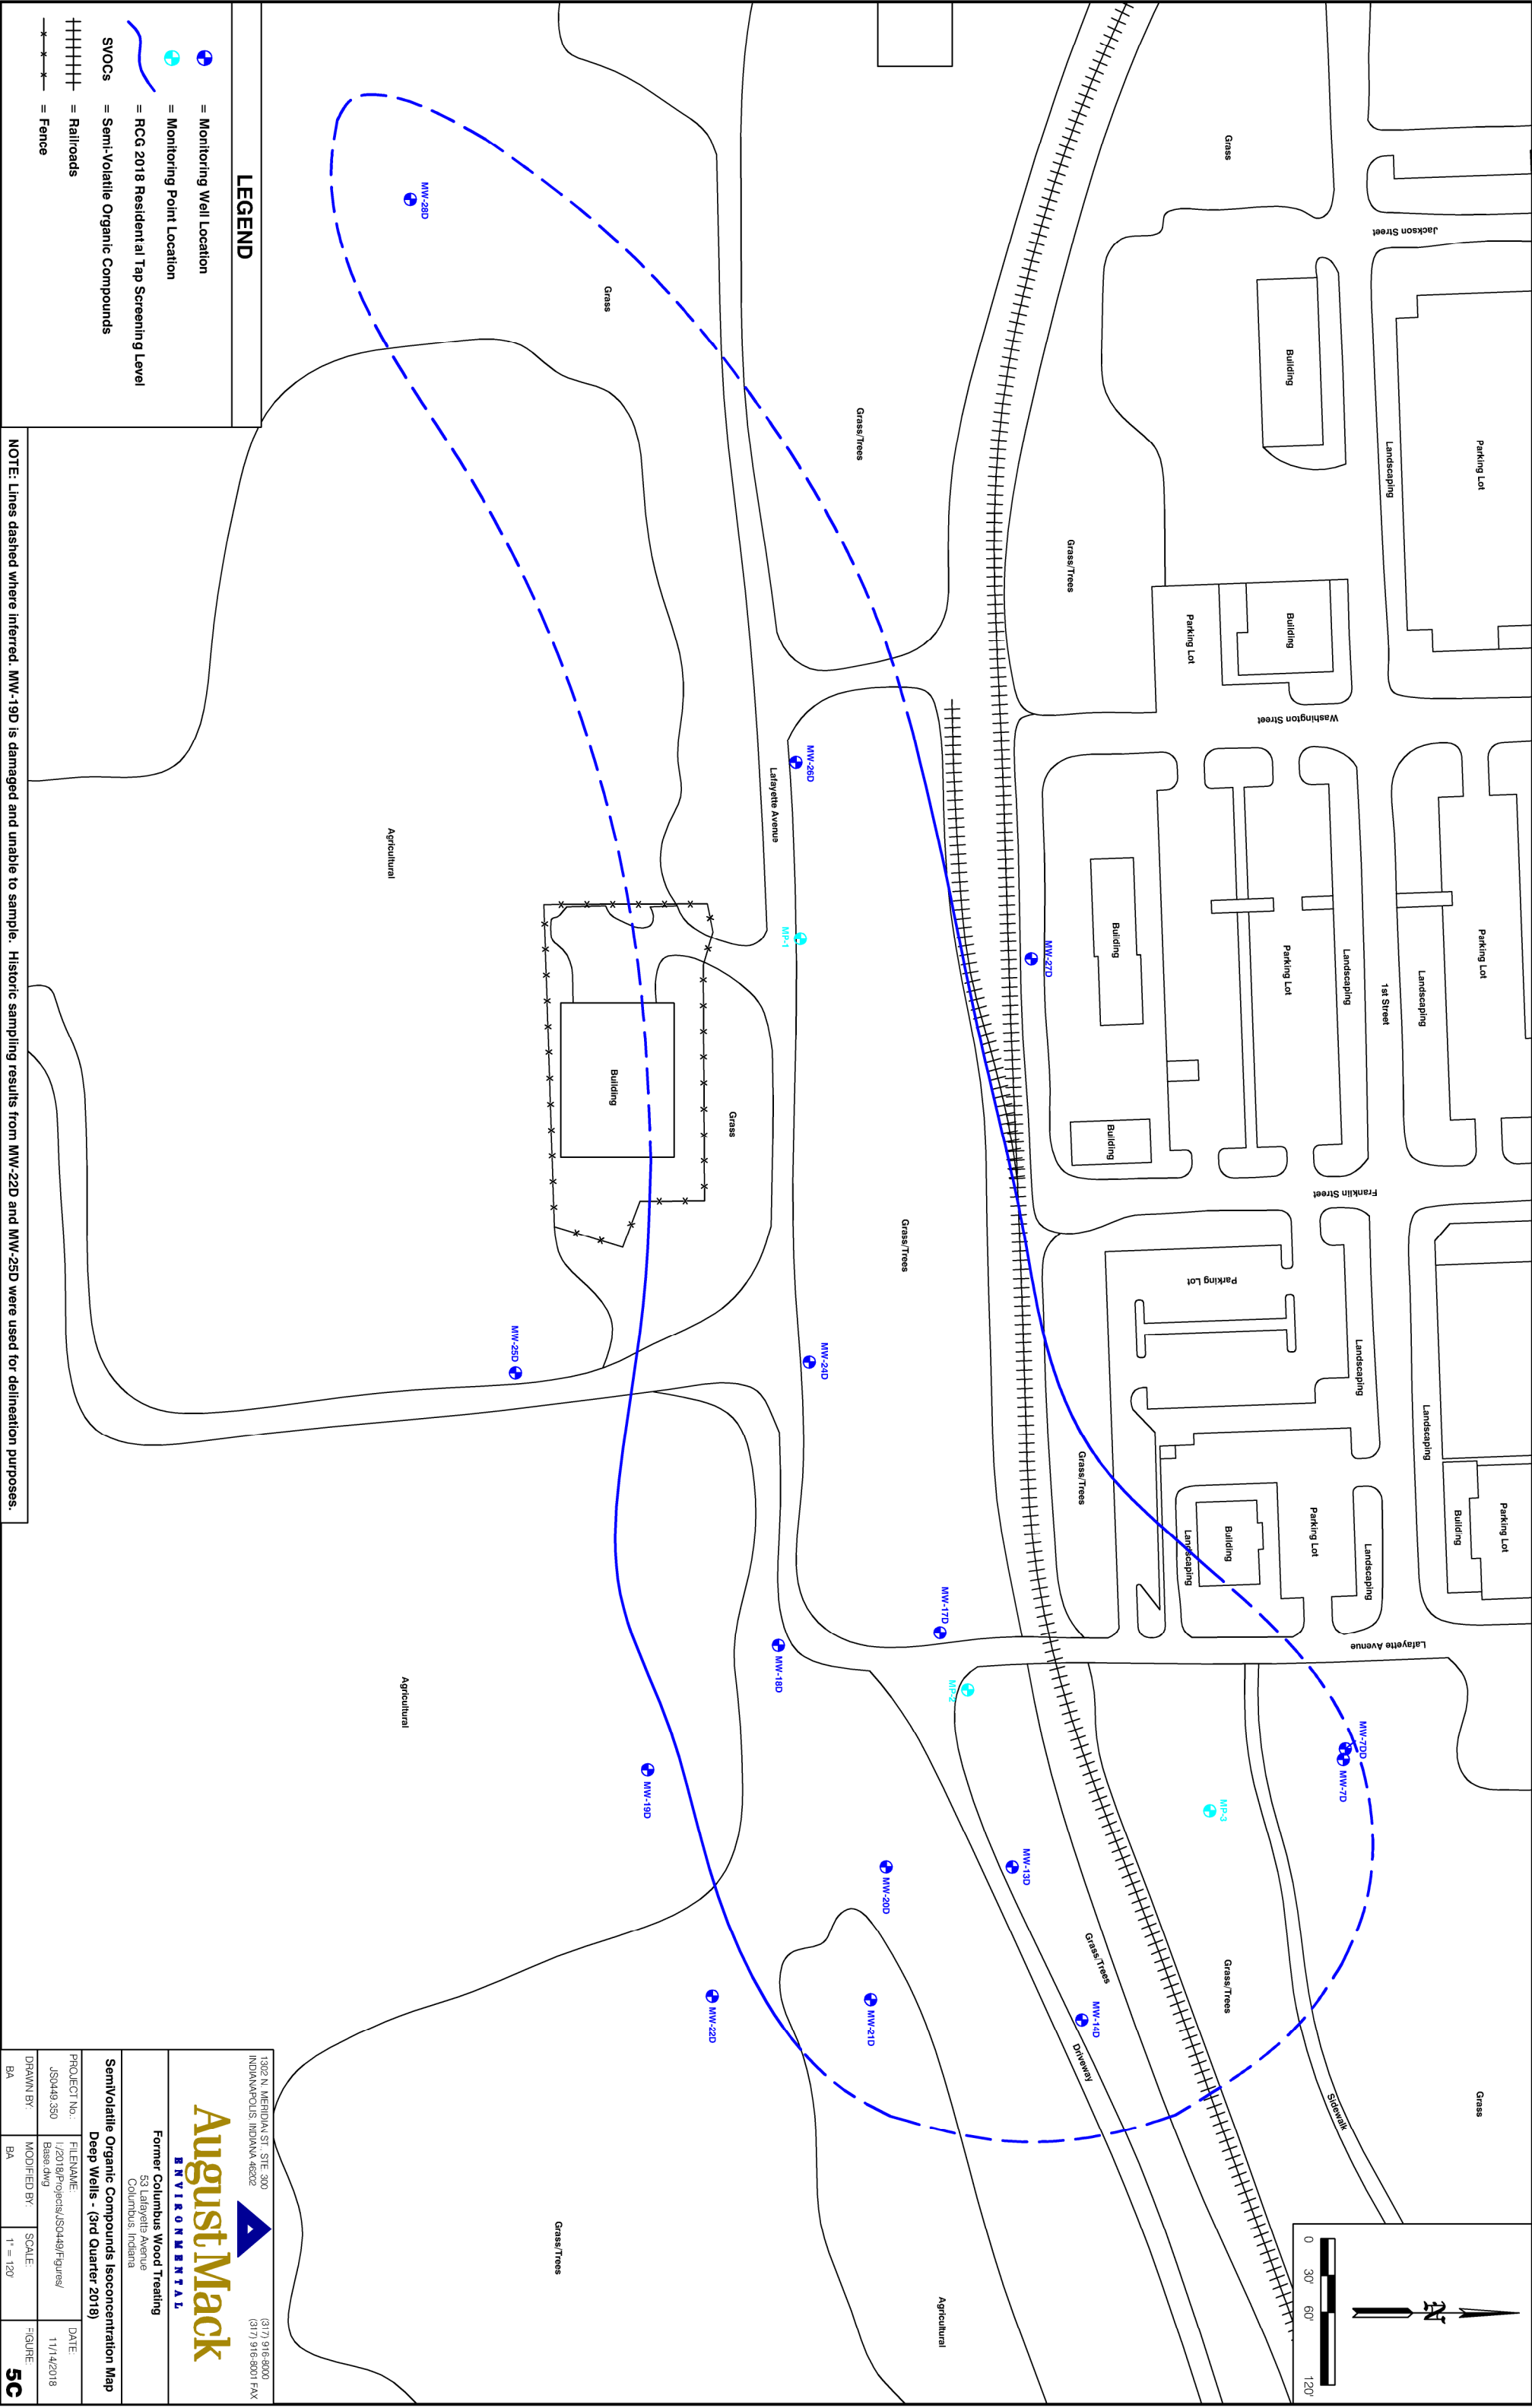 Grass
Jackson Street
Building
Parking Lot
Landscaping
Grass/Trees
Grass/Trees
Building
Parking Lot
Washington Street
Parking Lot
Landscaping
1st Street
Landscaping
Parking Lot
Building
Building
Franklin Street
Parking Lot
Landscaping
Landscaping
Grass/Trees
Landscaping
Building
Parking Lot
Landscaping
Building
Parking Lot
Lafayette Avenue
MW-7DD
MW-7D
MP-3
Grass
Grass/Trees
Sidewalk
N
0 30' 60' 120'
MW-28D
Grass
MW-26D
Lafayette Avenue
MP-1
MW-27D
Grass/Trees
MW-24D
MW-17D
MP-2
MW-13D
Grass/Trees
MW-14D
Driveway
Agricultural
Building
Grass
MW-25D
MW-18D
MW-19D
MW-20D
MW-21D
MW-22D
Agricultural
Agricultural
Grass/Trees
LEGEND
= Monitoring Well Location
= Monitoring Point Location
= RCG 2018 Residental Tap Screening Level
SVOCs = Semi-Volatile Organic Compounds
= Railroads
= Fence
NOTE: Lines dashed where inferred. MW-19D is damaged and unable to sample. Historic sampling results from MW-22D and MW-25D were used for delineation purposes.
1302 N. MERIDIAN ST., STE. 300
INDIANAPOLIS, INDIANA 46202
(317) 916-8000
(317) 916-8001 FAX
August Mack
ENVIRONMENTAL
Former Columbus Wood Treating
53 Lafayette Avenue
Columbus, Indiana
SemiVolatile Organic Compounds Isoconcentration Map
Deep Wells - (3rd Quarter 2018)
PROJECT No.:
JS0449.350
FILENAME:
I:/2018/Projects/JS0449/Figures/
Base.dwg
DATE:
11/14/2018
DRAWN BY:
BA
MODIFIED BY:
BA
SCALE:
1" = 120'
FIGURE:
5C